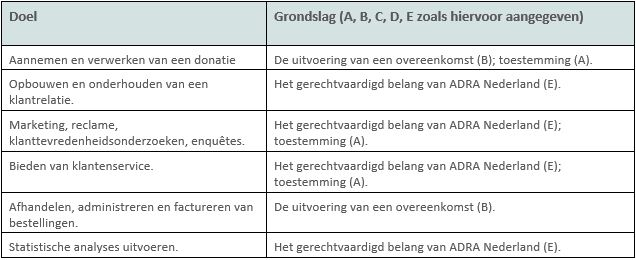 Doel
Grondslag (A, B, C, D, E zoals hiervoor aangegeven)
Aannemen en verwerken van een donatie
De uitvoering van een overeenkomst (B); toestemming (A).
Opbouwen en onderhouden van een
klantrelatie.
Het gerechtvaardigd belang van ADRA Nederland (E).
Marketing, reclame,
klanttevredenheidsonderzoeken, enquêtes.
Het gerechtvaardigd belang van ADRA Nederland (E);
toestemming (A).
Bieden van klantenservice.
Het gerechtvaardigd belang van ADRA Nederland (E);
toestemming (A).
Afhandelen, administreren en factureren van
bestellingen.
De uitvoering van een overeenkomst (B).
Statistische analyses uitvoeren.
Het gerechtvaardigd belang van ADRA Nederland (E).